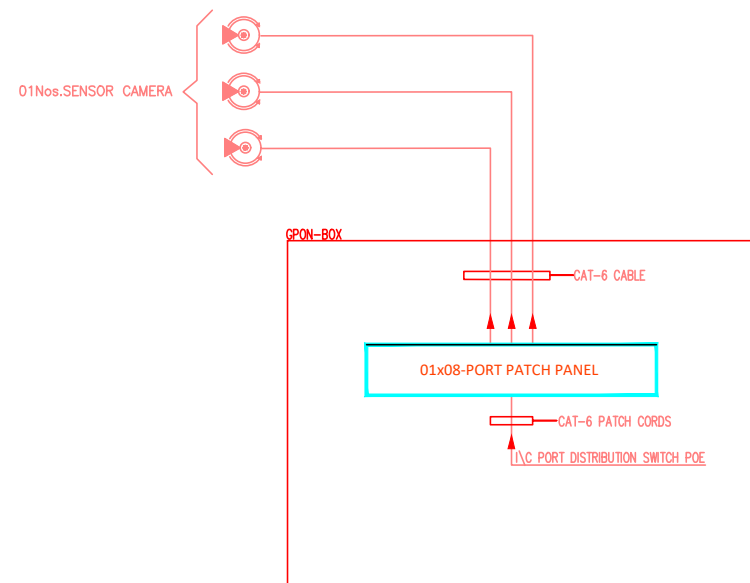 01Nos.SENSOR CAMERA
GPON-BOX
CAT-6 CABLE
01x08-PORT PATCH PANEL
CAT-6 PATCH CORDS
I\C PORT DISTRIBUTION SWITCH POE